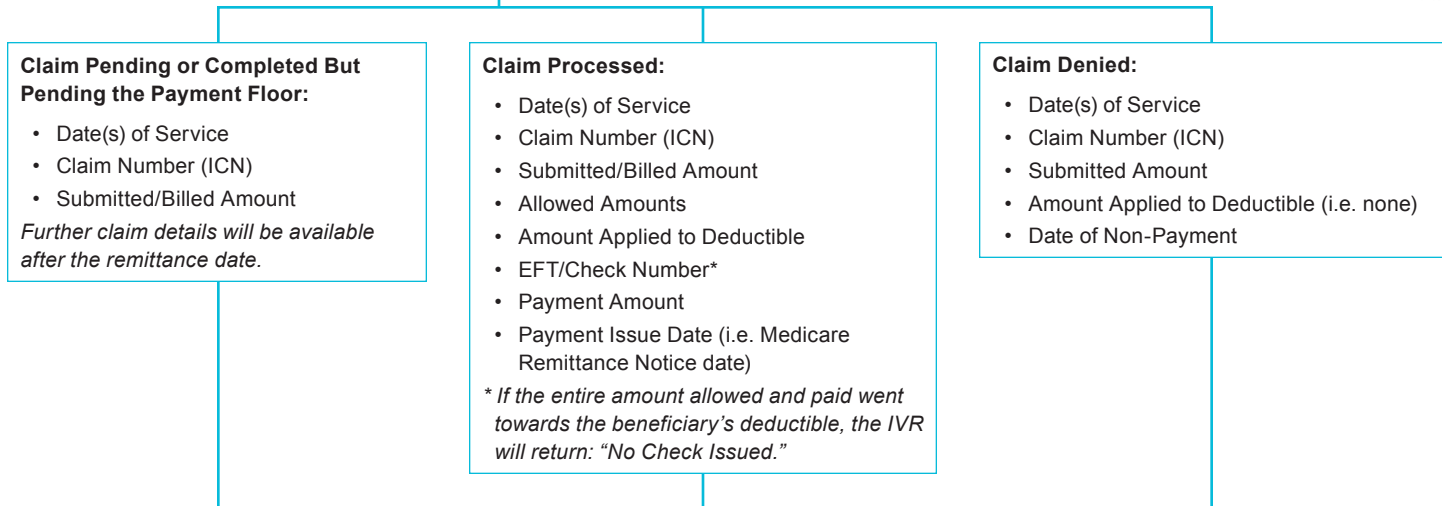 Claim Pending or Completed But
Pending the Payment Floor:
• Date(s) of Service
• Claim Number (ICN)
• Submitted/Billed Amount
Further claim details will be available
after the remittance date.
Claim Processed:
• Date(s) of Service
• Claim Number (ICN)
• Submitted/Billed Amount
• Allowed Amounts
• Amount Applied to Deductible
• EFT/Check Number*
• Payment Amount
• Payment Issue Date (i.e. Medicare
Remittance Notice date)
* If the entire amount allowed and paid went
towards the beneficiary’s deductible, the IVR
will return: “No Check Issued.”
Claim Denied:
• Date(s) of Service
• Claim Number (ICN)
• Submitted Amount
• Amount Applied to Deductible (i.e. none)
• Date of Non-Payment